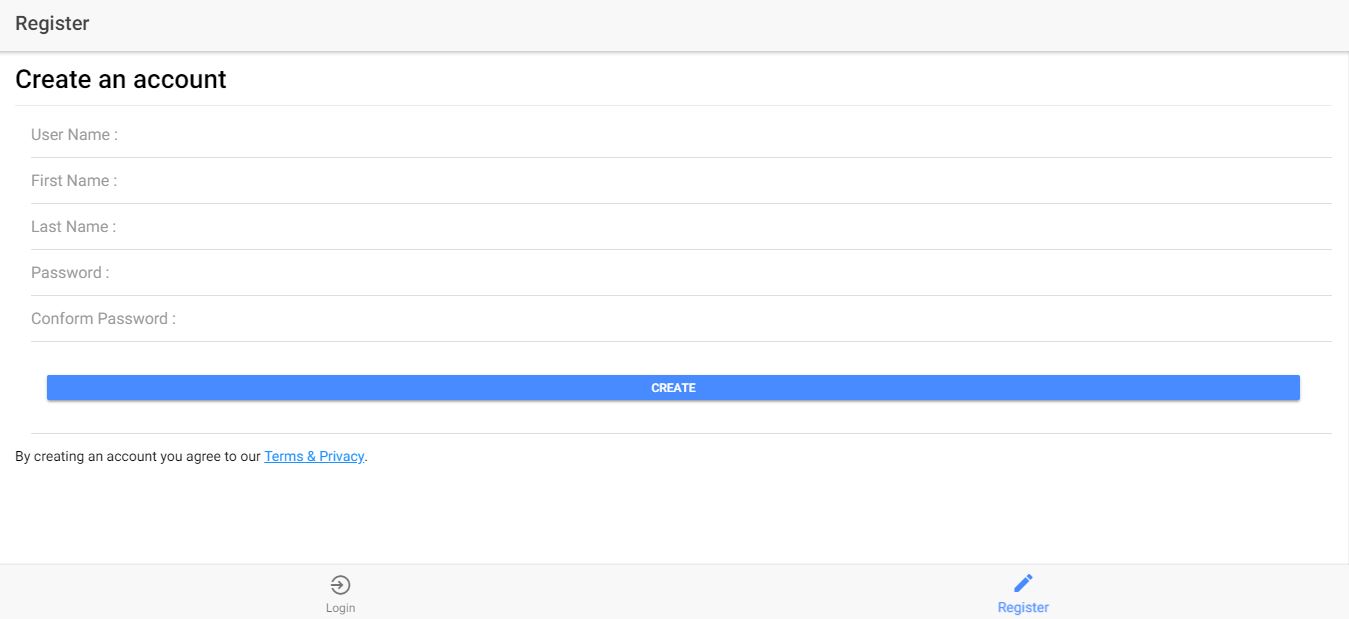 Register
Create an account
User Name :
First Name :
Last Name :
Password :
Conform Password :
CREATE
By creating an account you agree to our Terms & Privacy.
Login
Register